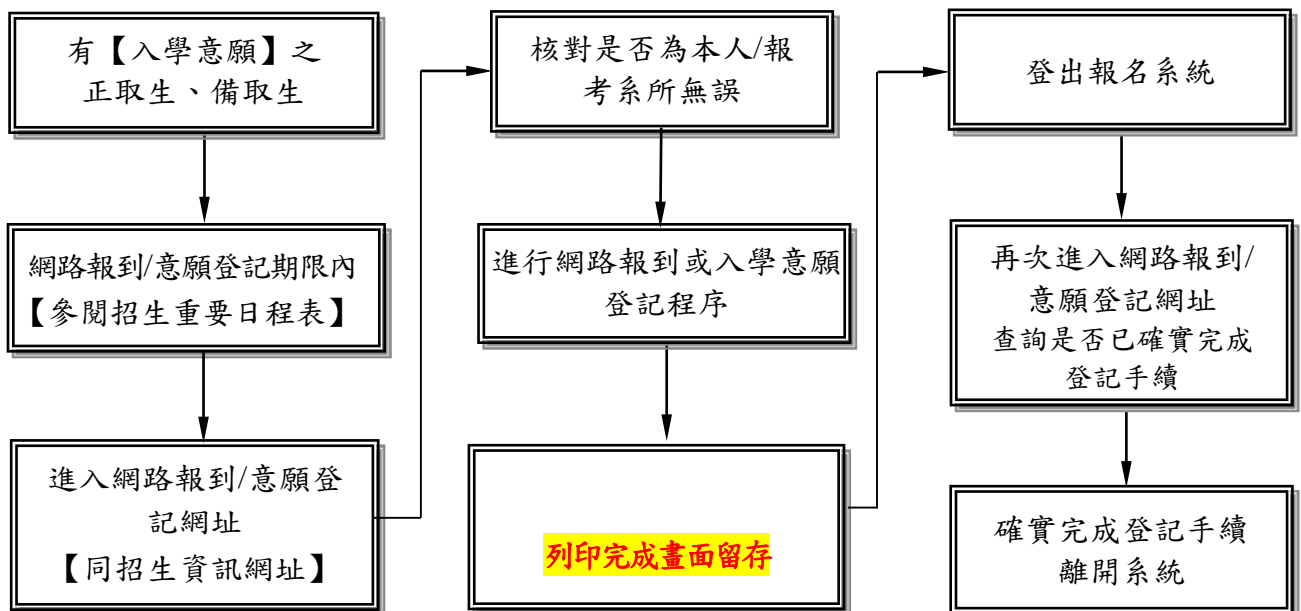 有【入學意願】之
正取生、備取生
網路報到/意願登記期限內
【參閱招生重要日程表】
進入網路報到/意願登
記網址
【同招生資訊網址】
核對是否為本人/報
考系所無誤
進行網路報到或入學意願
登記程序
列印完成畫面留存
登出報名系統
再次進入網路報到/
意願登記網址
查詢是否已確實完成
登記手續
確實完成登記手續
離開系統